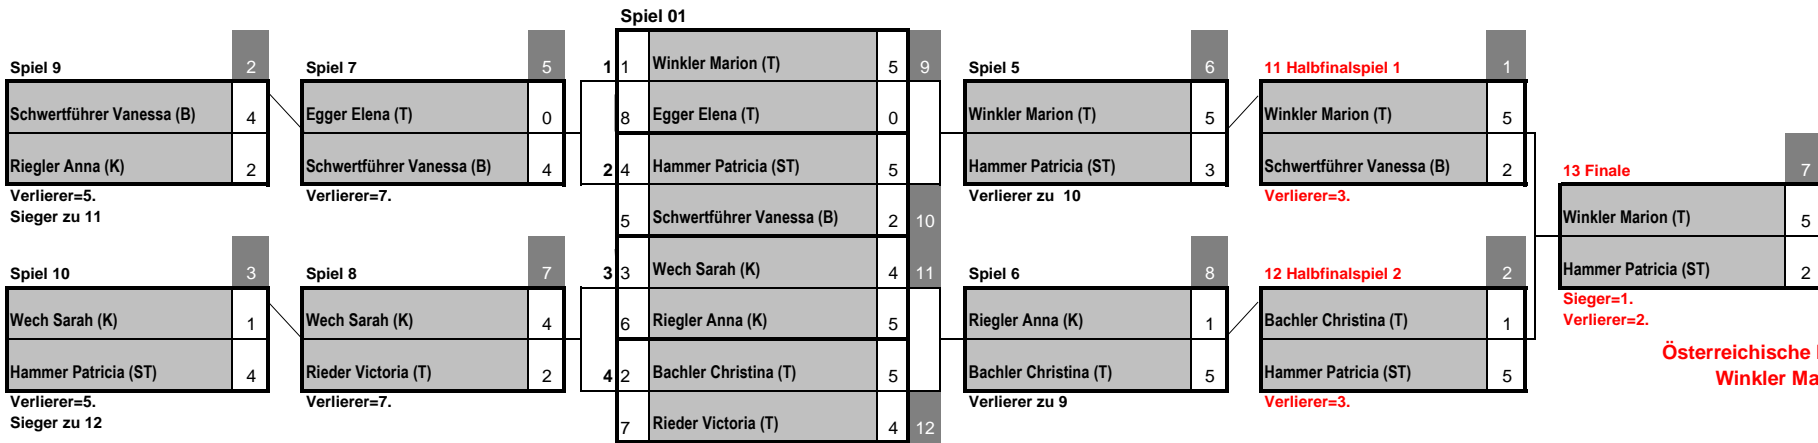 Spiel 01
Spiel 9 2
Schwertführer Vanessa (B) 4
Riegler Anna (K) 2
Verlierer=5.
Sieger zu 11
Spiel 10 3
Wech Sarah (K) 1
Hammer Patricia (ST) 4
Verlierer=5.
Sieger zu 12
Spiel 7 5
Egger Elena (T) 0
Schwertführer Vanessa (B) 4
Verlierer=7.
Spiel 8 7
Wech Sarah (K) 4
Rieder Victoria (T) 2
Verlierer=7.
1 1 Winkler Marion (T) 5 9
8 Egger Elena (T) 0
2 4 Hammer Patricia (ST) 5
5 Schwertführer Vanessa (B) 2 10
3 3 Wech Sarah (K) 4 11
6 Riegler Anna (K) 5
4 2 Bachler Christina (T) 5
7 Rieder Victoria (T) 4 12
Spiel 5 6
Winkler Marion (T) 5
Hammer Patricia (ST) 3
Verlierer zu 10
Spiel 6 8
Riegler Anna (K) 1
Bachler Christina (T) 5
Verlierer zu 9
11 Halbfinalspiel 1 1
Winkler Marion (T) 5
Schwertführer Vanessa (B) 2
Verlierer=3.
12 Halbfinalspiel 2 2
Bachler Christina (T) 1
Hammer Patricia (ST) 5
Verlierer=3.
13 Finale 7
Winkler Marion (T) 5
Hammer Patricia (ST) 2
Sieger=1.
Verlierer=2.
Österreichische
Winkler Ma